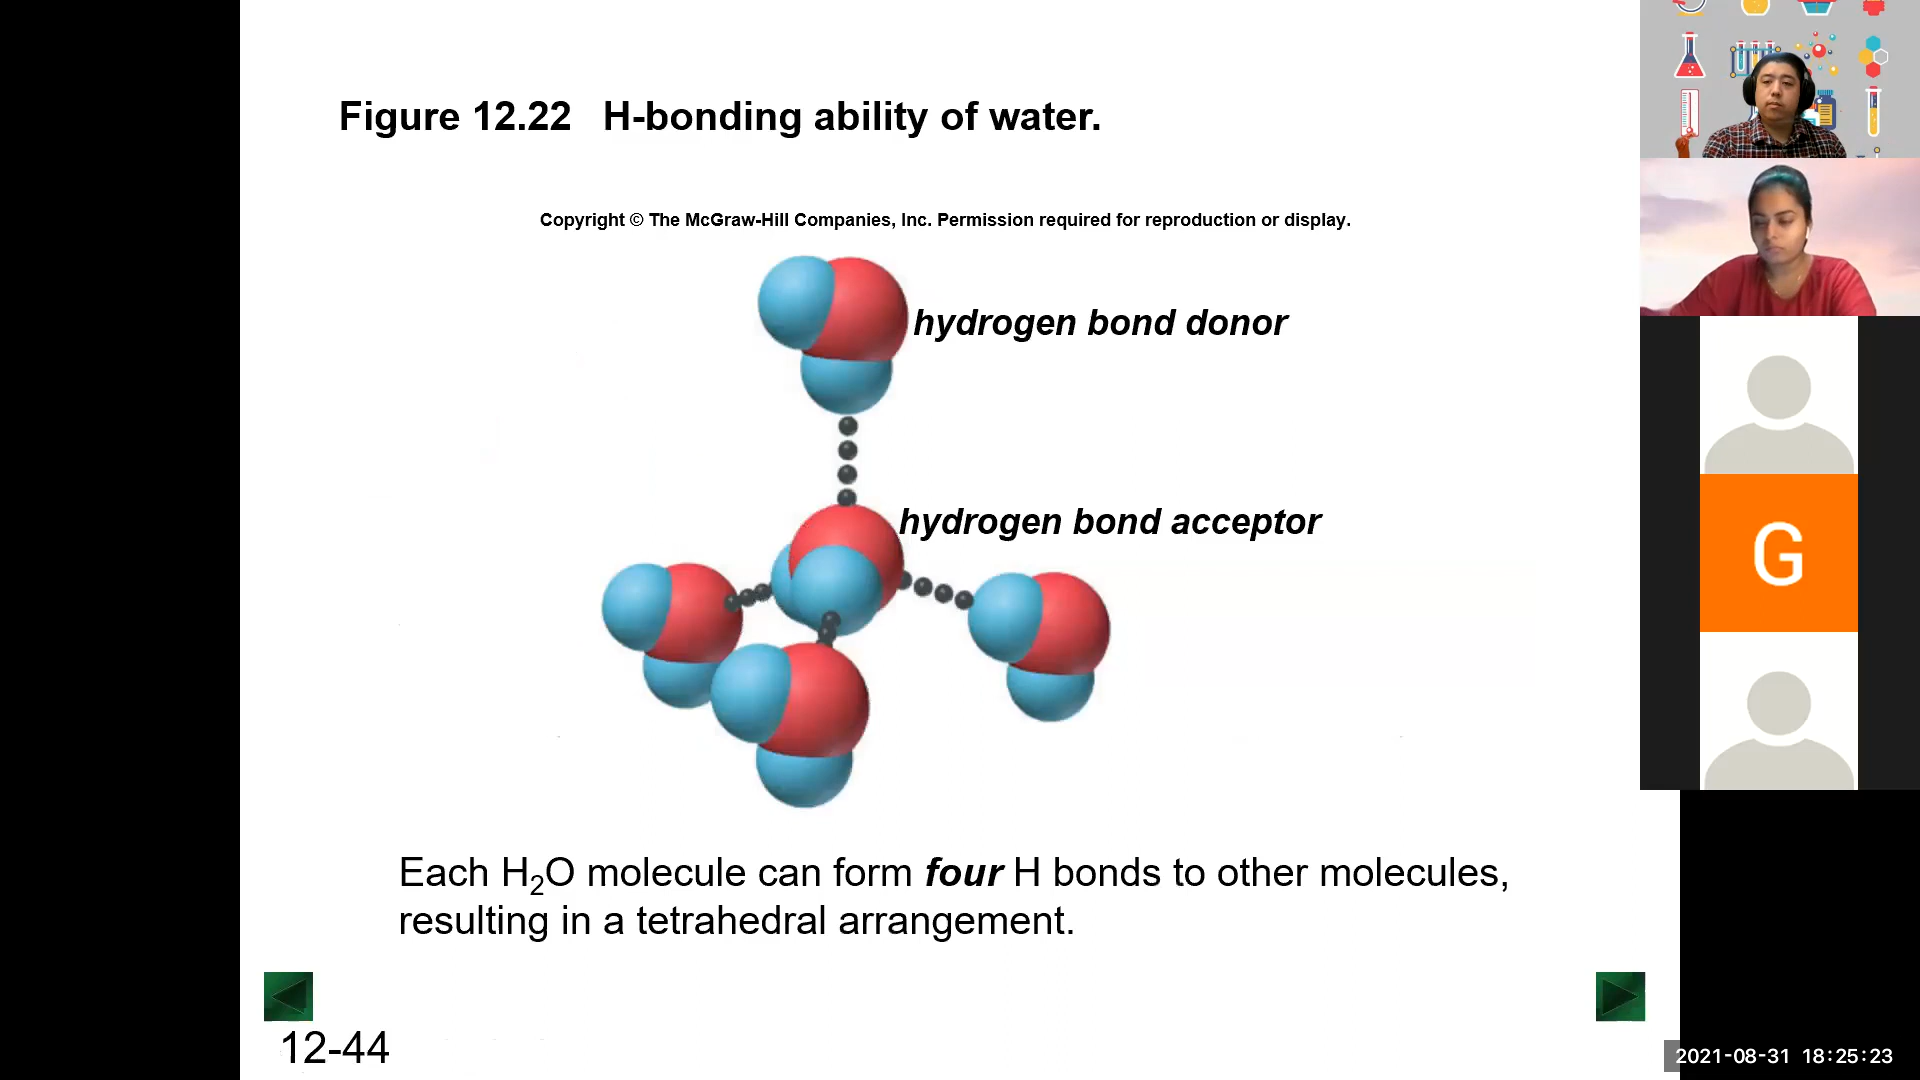 Figure 12.22 H-bonding ability of water.
Copyright © The McGraw-Hill Companies, Inc. Permission required for reproduction or display.
hydrogen bond donor
hydrogen bond acceptor
Each H₂O molecule can form four H bonds to other molecules,
resulting in a tetrahedral arrangement.
12-44
G
2021-08-31 18:25:23